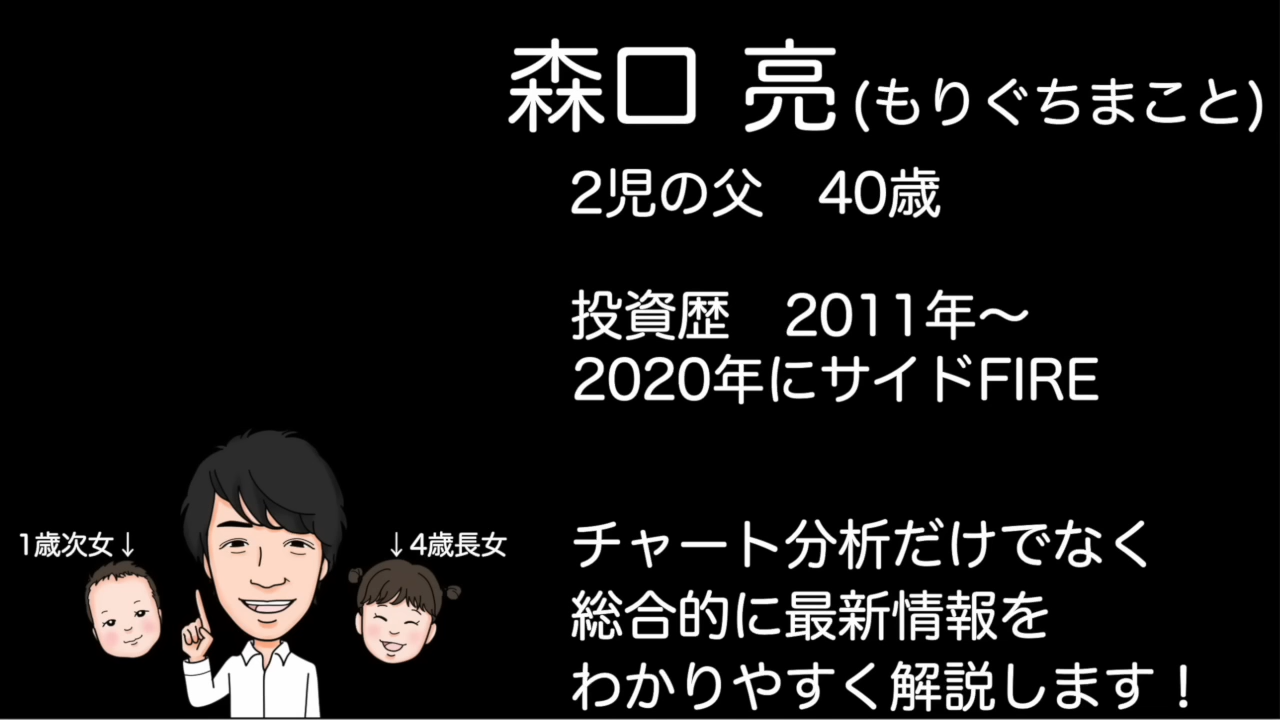 森口 亮(もりぐちまこと)
2児の父　40歳
投資歴　2011年～
2020年にサイドFIRE
1歳次女↓
↓4歳長女
チャート分析だけでなく
総合的に最新情報を
わかりやすく解説します！